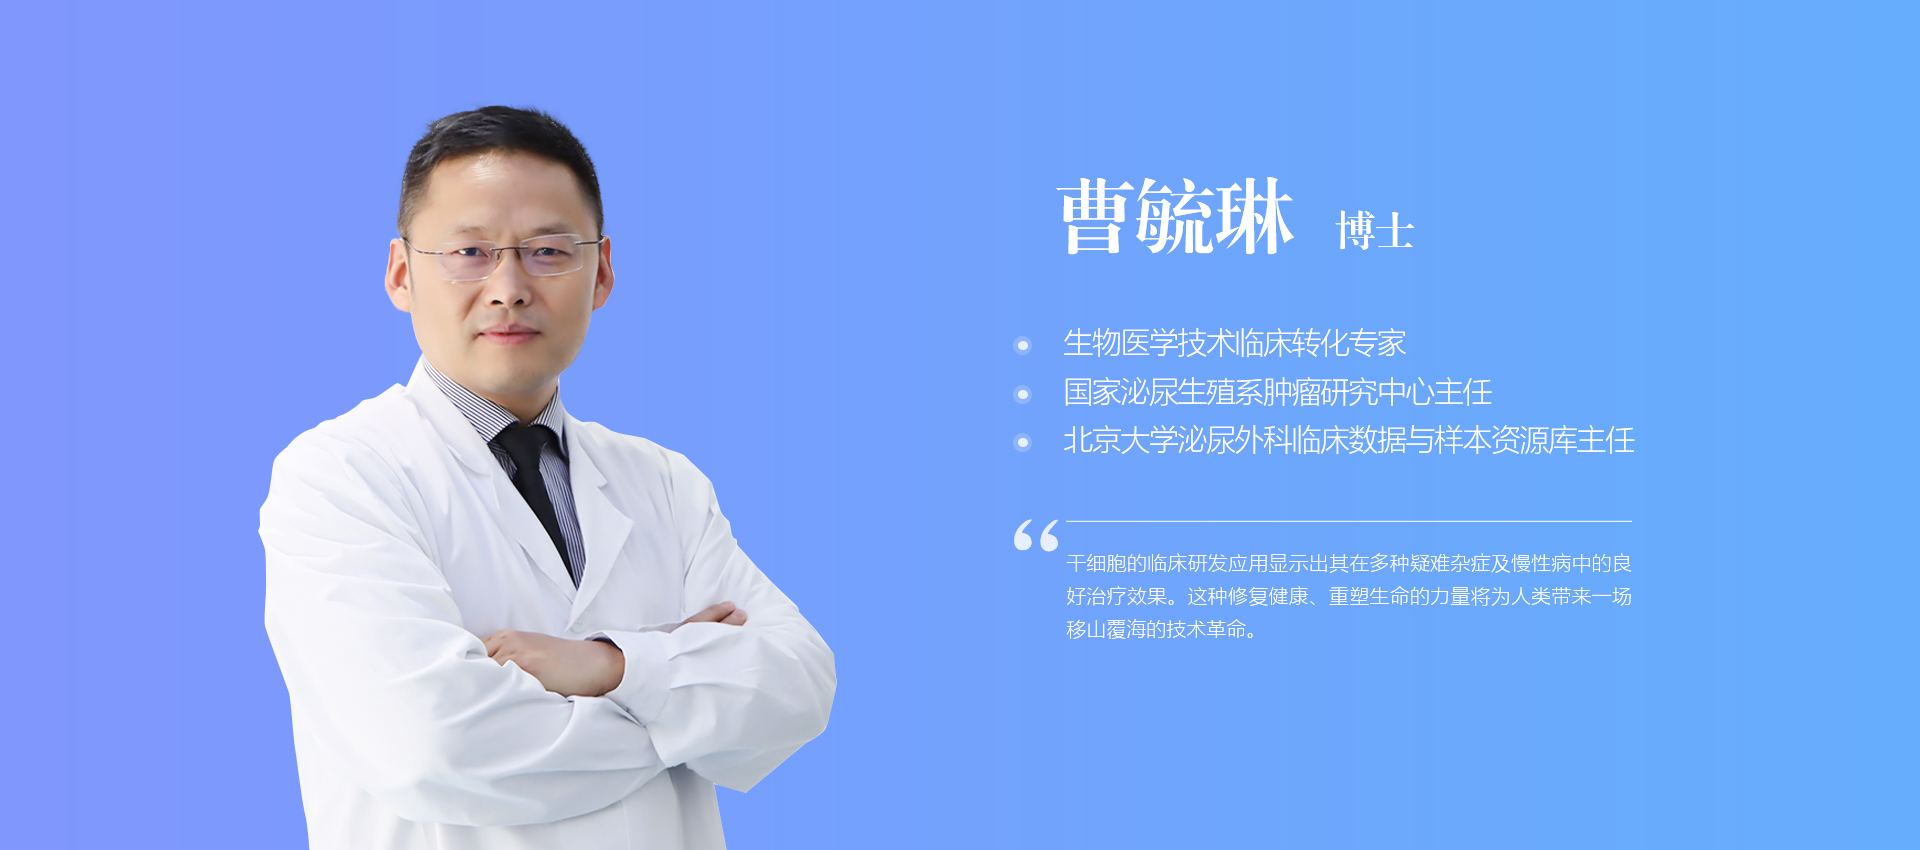 曹毓琳 博士
生物医学技术临床转化专家
国家泌尿生殖系肿瘤研究中心主任
北京大学泌尿外科临床数据与样本资源库主任
“
干细胞的临床研发应用显示出其在多种疑难杂症及慢性病中的良
好治疗效果。这种修复健康、重塑生命的力量将为人类带来一场
移山覆海的技术革命。